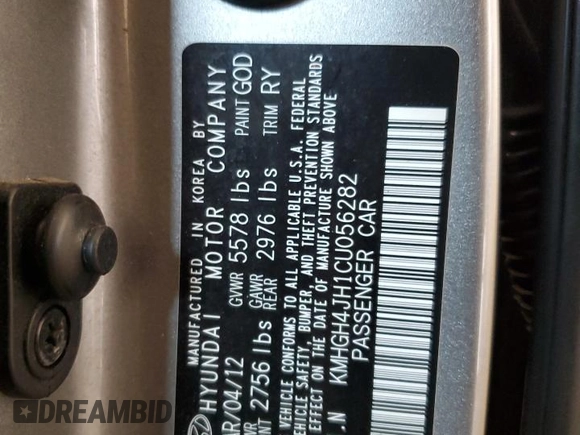 MANUFACTURED IN KOREA BY
HYUNDAI MOTOR COMPANY
AR/04/12 GVWR 5578 lbs PAINT GOD
NT 2756 lbs GAWR REAR 2976 lbs TRIM RY
VEHICLE CONFORMS TO ALL APPLICABLE U.S.A. FEDERAL
VEHICLE SAFETY, BUMPER, AND THEFT PREVENTION STANDARDS
EFFECT ON THE DATE OF MANUFACTURE SHOWN ABOVE
.N KMHGH4JH1CU056282
PASSENGER CAR
DREAMBID